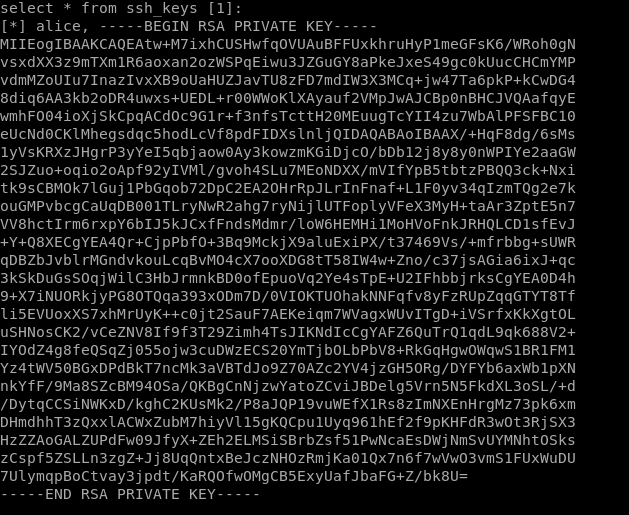 select * from ssh_keys [1]:
[*] alice, -----BEGIN RSA PRIVATE KEY-----
MIIEogIBAAKCAQEAtw+M7ixhCUSHwfqOVUAuBFFUxkhruHyP1meGFsK6/WRoh0gN
vsxdXX3z9mTXm1R6aoxan2ozWSPqEiwu3JZGuGY8aPkeJxeS49gc0kUucCHCmYMP
vdmMZoUIu7InazIvxXB9oUaHUZJavTU8zFD7mdIW3X3MCq+jw47Ta6pkP+kCwDG4
8diq6AA3kb2oDR4uwxs+UEDL+r00WWoKlXAyauf2VMpJwAJCBp0nBHCJVQAafqyE
wmhFO04ioXjSkCpqACdOc9G1r+f3nfsTcttH20MEuugTcYII4zu7WbAlPFSFBC10
eUcNd0CKlMhegsdqc5hodLcVf8pdFIDXslnljQIDAQABAoIBAAX/+HqF8dg/6sMs
1yVsKRXzJHgrP3yYeI5qbjaow0Ay3kowzmKGiDjcO/bDb12j8y8y0nWPIYe2aaGW
2SJZuo+oqio2oApf92yIVMl/gvoh4SLu7MEoNDXX/mVIfYpB5tbtzPBQQ3ck+Nxi
tk9sCBMOk7lGuj1PbGqob72DpC2EA2OHrRpJLrInFnaf+L1F0yv34qIzmTQg2e7k
ouGMPvbcgCaUqDB001TLryNwR2ahg7ryNijlUTFoplyVFeX3MyH+taAr3ZptE5n7
VV8hctIrm6rxpY6bIJ5kJCxfFndsMdmr/loW6HEMHi1MoHVoFnkJRHQLCD1sfEvJ
+Y+Q8XECgYEA4Qr+CjpPbfO+3Bq9MckjX9aluExiPX/t37469Vs/+mfrbbg+sUWR
qDBZbJvblrMGndvkouLcqBvMO4cX7ooXDG8tT58IW4w+Zno/c37jsAGia6ixJ+qc
3kSkDuGsSOqjWilC3HbJrmnkBD0ofEpuoVq2Ye4sTpE+U2IFhbbjrksCgYEA0D4h
9+X7iNUORkjyPG8OTQqa393xODm7D/0VIOKTUOhakNNFqfv8yFzRUpZqqGTYT8Tf
li5EVUoxXS7xhMrUyK++c0jt2SauF7AEKeiqm7WVagxWUvITgD+iVSrfxKkXgtOL
uSHNosCK2/vCeZNV8If9f3T29Zimh4TsJIKNdIcCgYAFZ6QuTrQ1qdL9qk688V2+
IYOdZ4g8feQSqZj055ojw3cuDWzECS20YmTjbOLbPbV8+RkGqHgwOWqwS1BR1FM1
Yz4tWV50BGxDPdBkT7ncMk3aVBTdJo9Z70AZc2YV4jzGH5ORg/DYFYb6axWb1pXN
nkYfF/9Ma8SZcBM94OSa/QKBgCnNjzwYatoZCviJBDelg5Vrn5N5FkdXL3oSL/+d
/DytqCCSiNWKxD/kghC2KUsMk2/P8aJQP19vuWEfX1Rs8zImNXEnHrgMz73pk6xm
DHmdhhT3zQxxlACWxZubM7hiyVl15gKQCpu1Uyq961hEf2f9pKHFdR3wOt3RjSX3
HzZZAoGALZUPdFw09JfyX+ZEh2ELMSiSBrbZsf51PwNcaEsDWjNmSvUYMNhtOSks
zCspf5ZSLLn3zgZ+Jj8UqQntxBeJczNHOzRmjKa01Qx7n6f7wVwO3vmS1FUxWuDU
7UlymqpBoCtvay3jpdt/KaRQOfwOMgCB5ExyUafJbaFG+Z/bk8U=
-----END RSA PRIVATE KEY-----